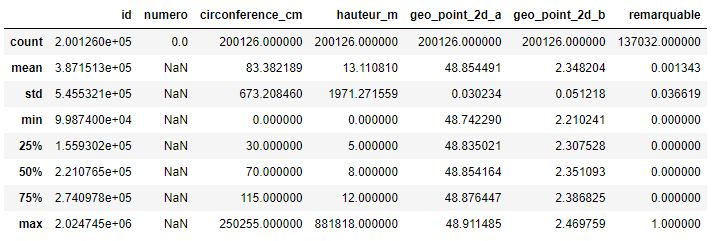 id numero circonference_cm hauteur_m geo_point_2d_a geo_point_2d_b remarquable
count 2.001260e+05 0.0 200126.000000 200126.000000 200126.000000 200126.000000 137032.000000
mean 3.871513e+05 NaN 83.382189 13.110810 48.854491 2.348204 0.001343
std 5.455321e+05 NaN 673.208460 1971.271559 0.030234 0.051218 0.036619
min 9.987400e+04 NaN 0.000000 0.000000 48.742290 2.210241 0.000000
25% 1.559302e+05 NaN 30.000000 5.000000 48.835021 2.307528 0.000000
50% 2.210765e+05 NaN 70.000000 8.000000 48.854164 2.351093 0.000000
75% 2.740978e+05 NaN 115.000000 12.000000 48.876447 2.386825 0.000000
max 2.024745e+06 NaN 250255.000000 881818.000000 48.911485 2.469759 1.000000